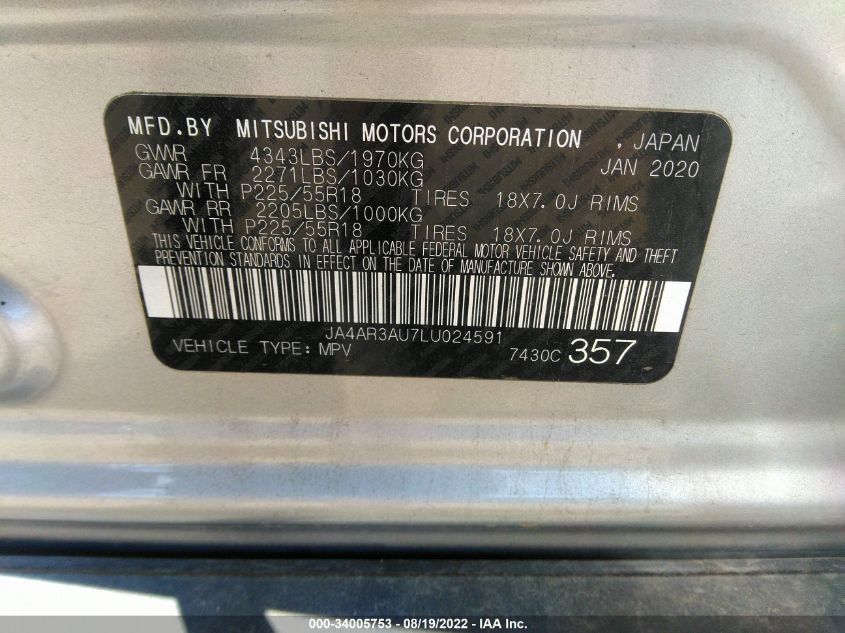 MFD.BY MITSUBISHI MOTORS CORPORATION , JAPAN
GVWR 4343LBS/1970KG JAN 2020
GAWR FR 2271LBS/1030KG
WITH P225/55R18 TIRES 18X7.0J RIMS
GAWR RR 2205LBS/1000KG
WITH P225/55R18 TIRES 18X7.0J RIMS
THIS VEHICLE CONFORMS TO ALL APPLICABLE FEDERAL MOTOR VEHICLE SAFETY AND THEFT
PREVENTION STANDARDS IN EFFECT ON THE DATE OF MANUFACTURE SHOWN ABOVE.
JA4AR3AU7LU024591
VEHICLE TYPE: MPV 7430C 357
000-34005753 - 08/19/2022 - IAA Inc.